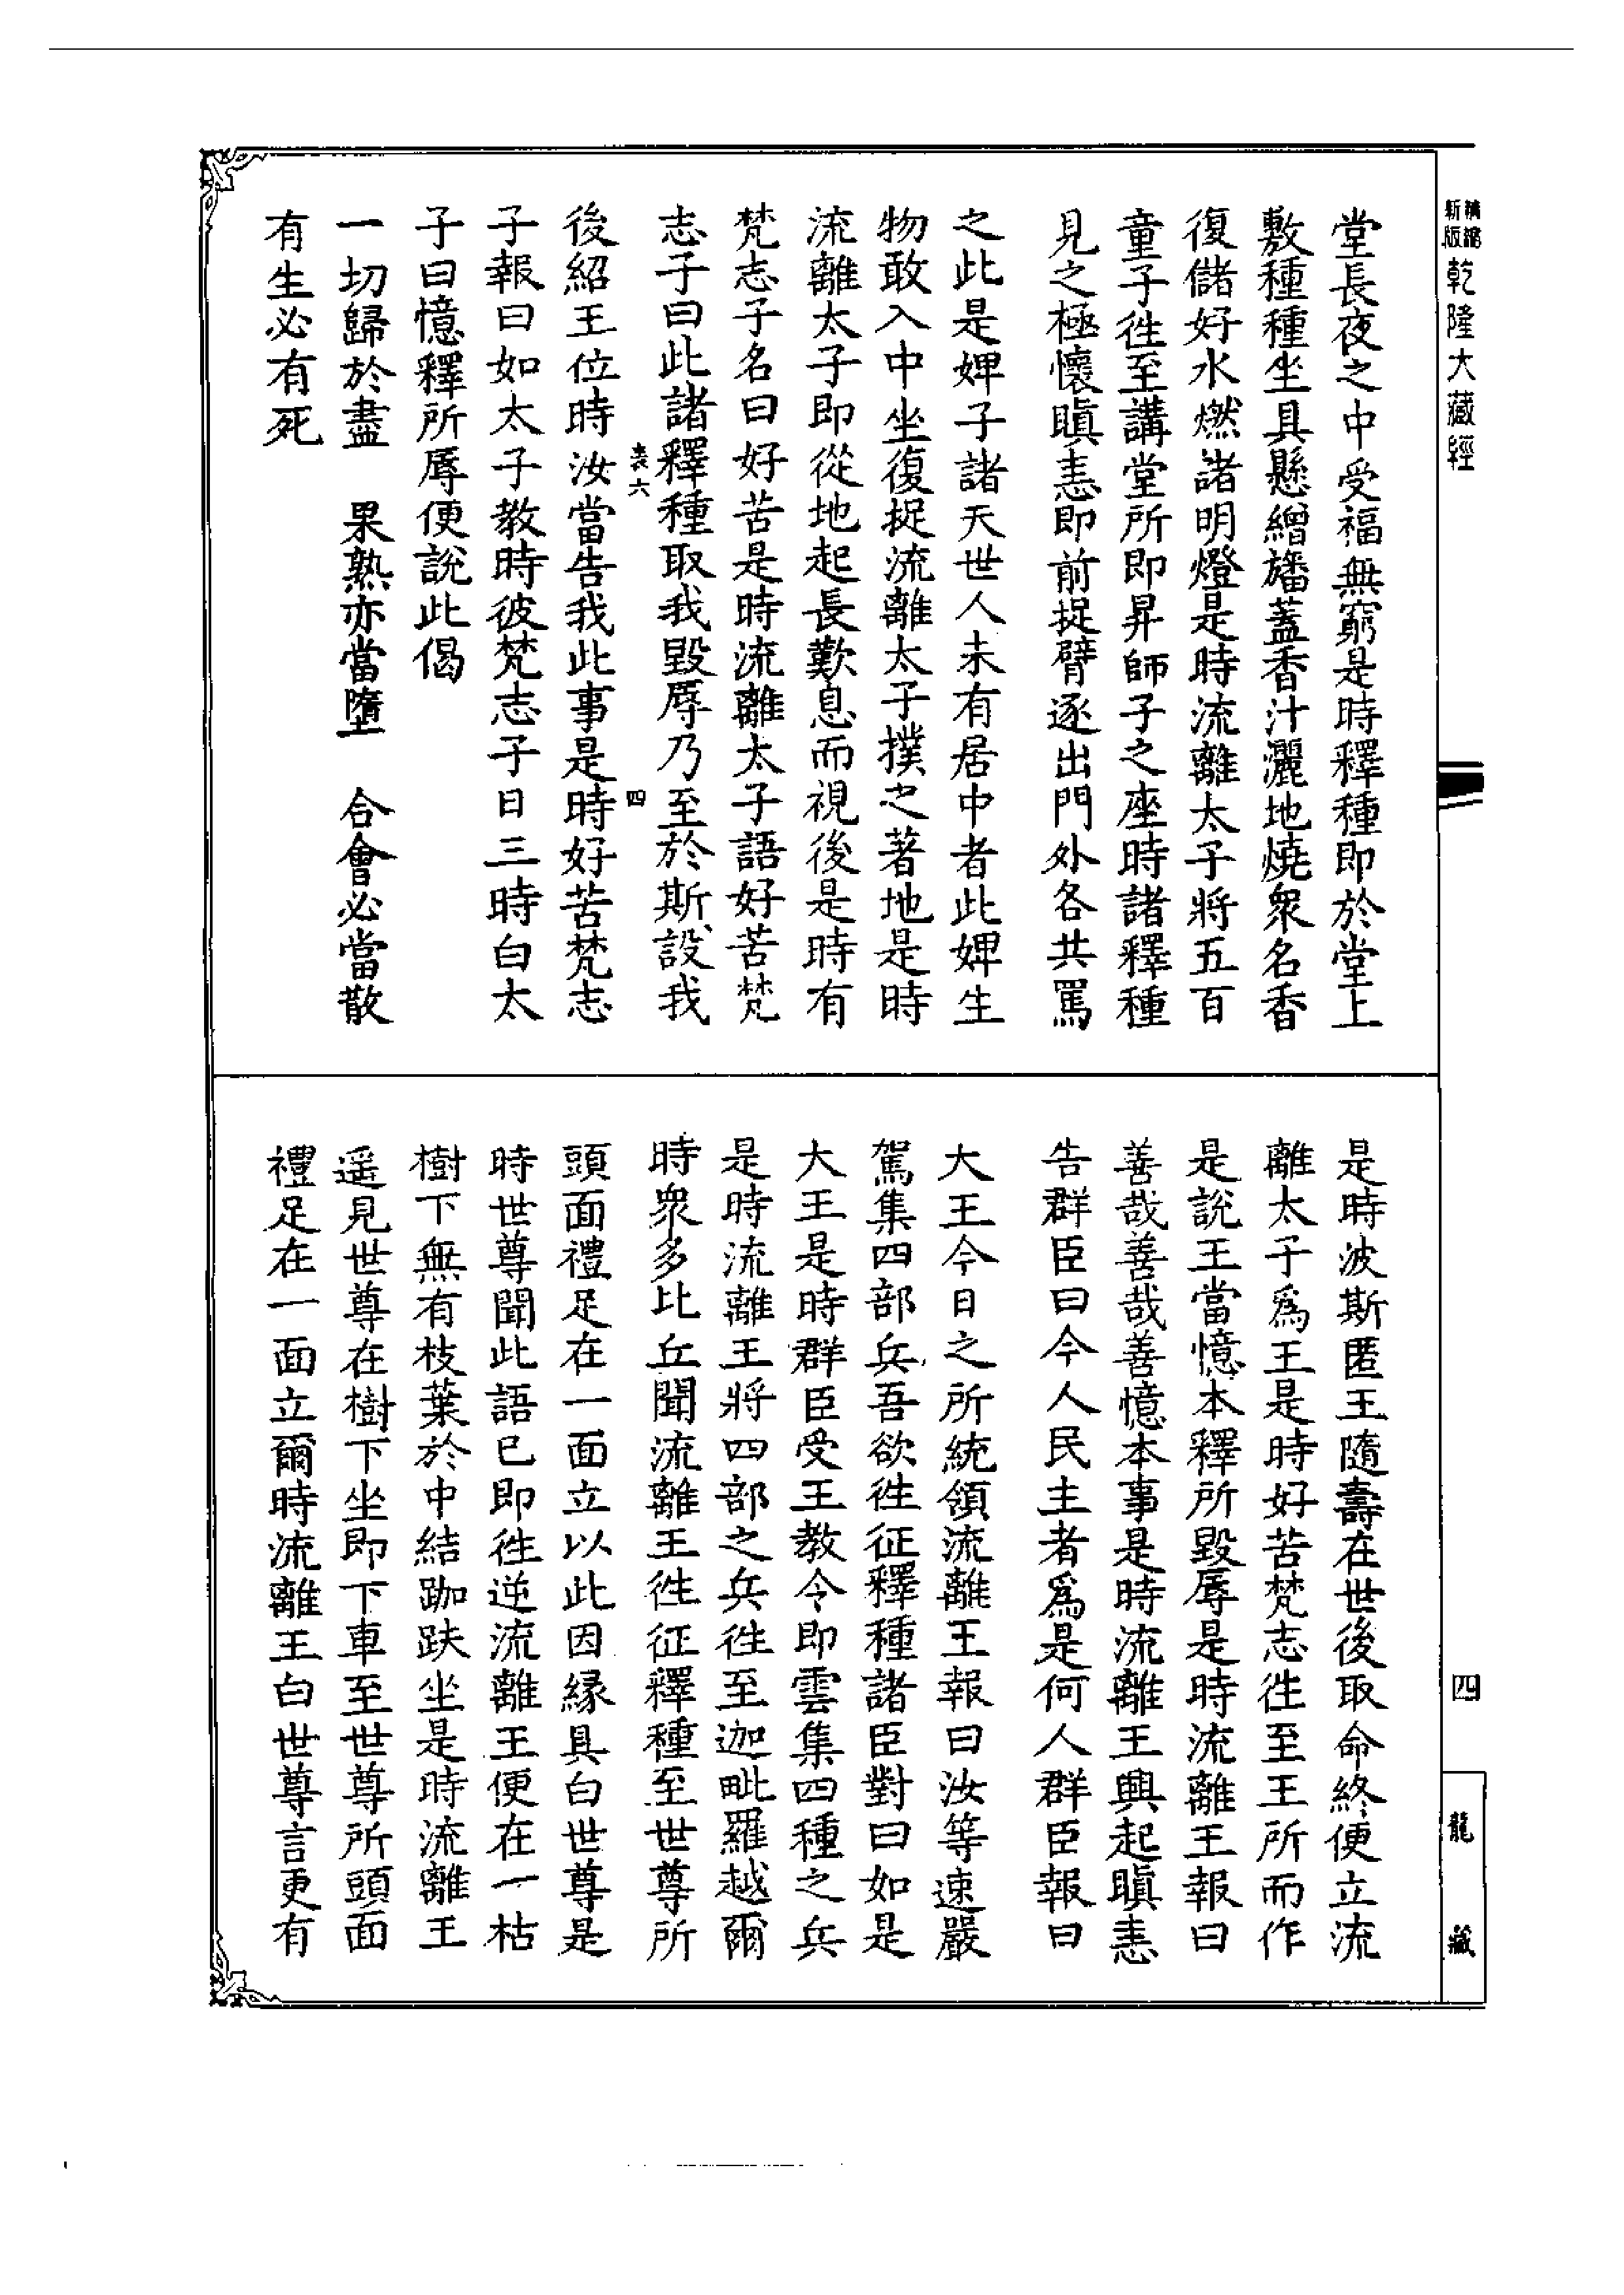 新版精縮乾隆大藏經
堂長夜之中受福無窮是時釋種即於堂上
敷種種坐具懸繒旛蓋香汁灑地燒衆名香
復儲好水燃諸明燈是時流離太子將五百
童子徃至講堂所即昇師子之座時諸釋種
見之極懷瞋恚即前捉臂逐出門外各共罵
之此是婢子諸天世人未有居中者此婢生
物敢入中坐復捉流離太子撲之著地是時
流離太子即從地起長歎息而視後是時有
梵志子名曰好苦是時流離太子語好苦梵
志子曰此諸釋種取我毀辱乃至於斯設我
表六 四
後紹王位時汝當告我此事是時好苦梵志
子報曰如太子教時彼梵志子日三時白太
子曰憶釋所辱便說此偈
一切歸於盡 果熟亦當墮 合會必當散
有生必有死
是時波斯匿王隨壽在世後取命終便立流
離太子爲王是時好苦梵志徃至王所而作
是說王當憶本釋所毀辱是時流離王報曰
善哉善哉善憶本事是時流離王興起瞋恚
告群臣曰今人民主者爲是何人群臣報曰
大王今日之所統領流離王報曰汝等速嚴
駕集四部兵吾欲徃征釋種諸臣對曰如是
大王是時群臣受王教令即雲集四種之兵
是時流離王將四部之兵徃至迦毗羅越爾
時衆多比丘聞流離王徃征釋種至世尊所
頭面禮足在一面立以此因縁具白世尊是
時世尊聞此語已即徃逆流離王便在一枯
樹下無有枝葉於中結跏趺坐是時流離王
遥見世尊在樹下坐即下車至世尊所頭面
禮足在一面立爾時流離王白世尊言更有
四
龍藏